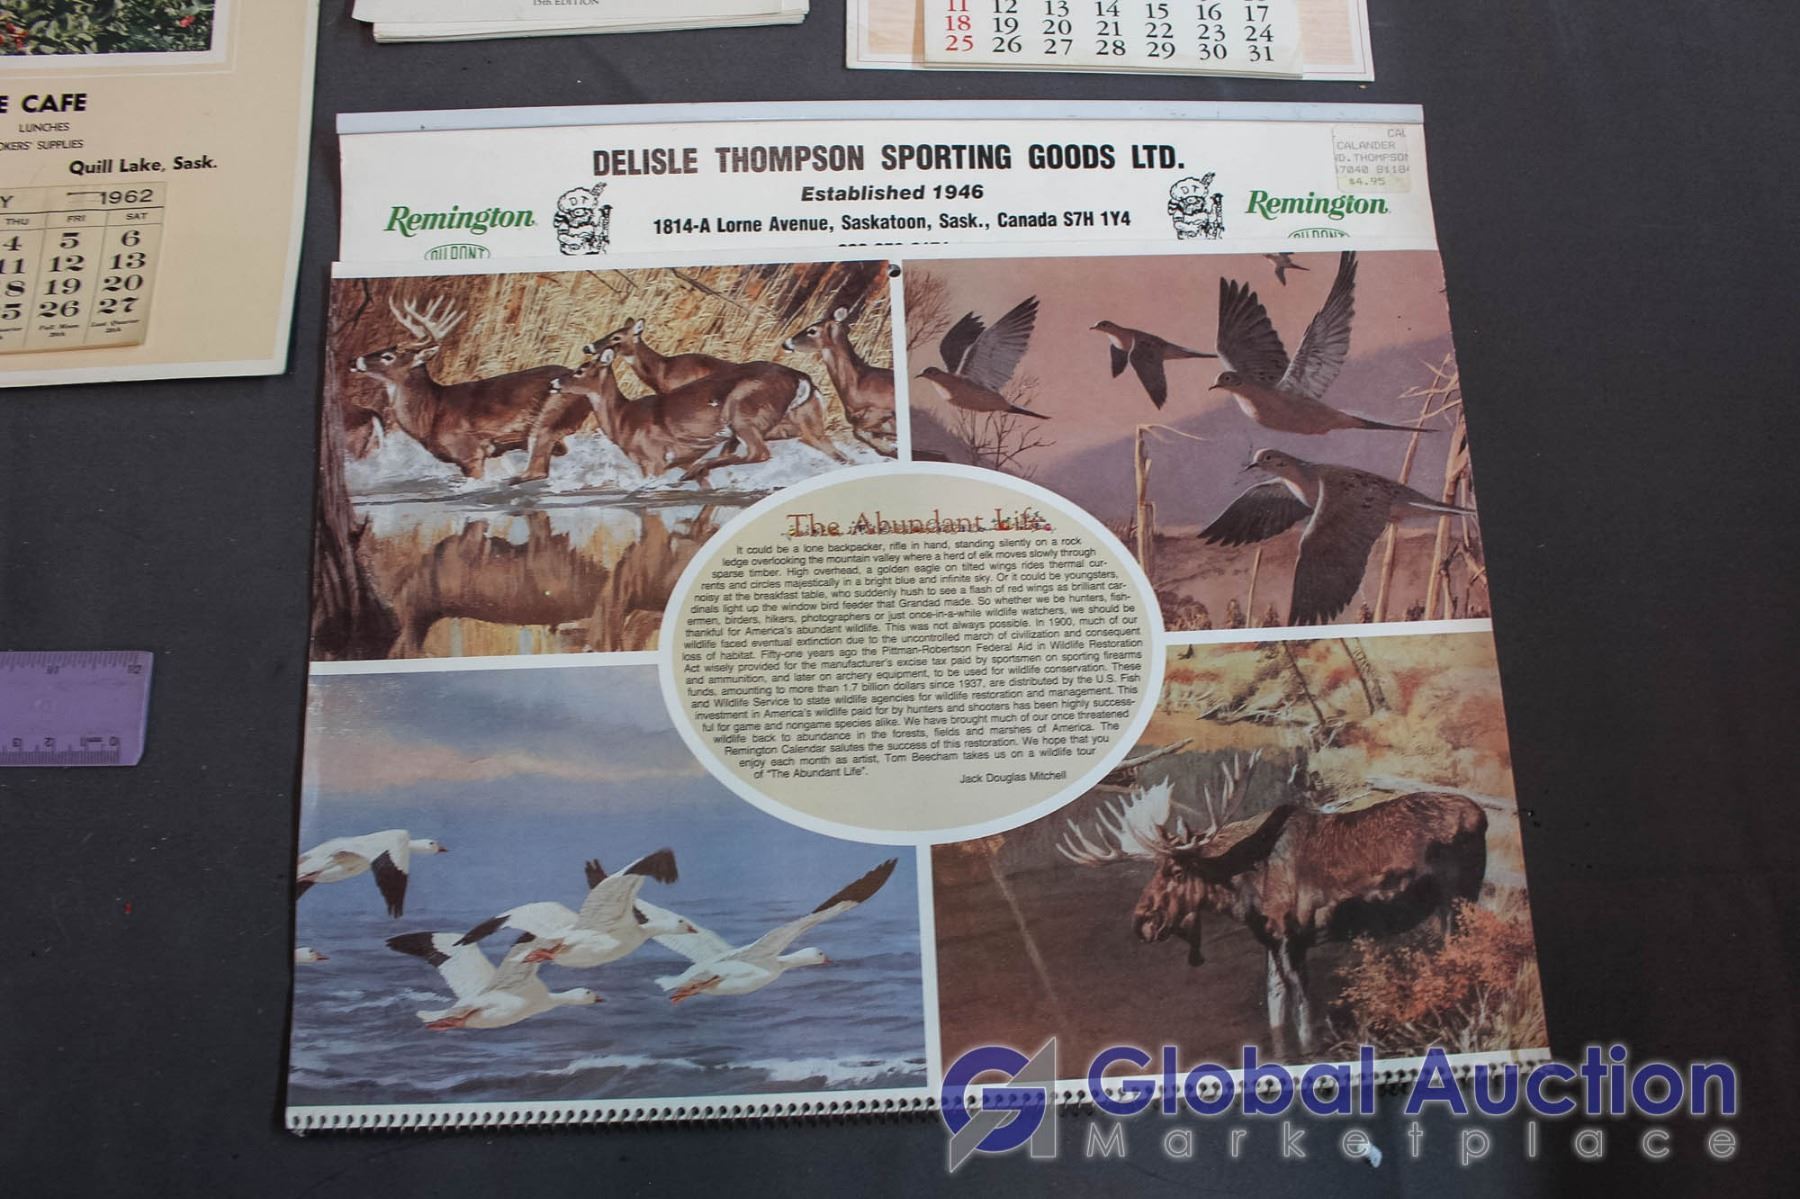 15th EDITION
11 12 13 14 15 16 17
18 19 20 21 22 23 24
25 26 27 28 29 30 31
CAFE
LUNCHES
SUPPLIES
Quill Lake, Sask.
1962
THU FRI SAT
4 5 6
11 12 13
19 20
26 27
DELISLE THOMPSON SPORTING GOODS LTD.
Established 1946
1814-A Lorne Avenue, Saskatoon, Sask., Canada S7H 1Y4
Remington
DU PONT
DT
DT
Remington
DU PONT
CALANDER
$4.95
The Abundant Life
It could be a lone backpacker, rifle in hand, standing silently on a rock
ledge overlooking the mountain valley where a herd of elk moves slowly through
sparse timber. High overhead, a golden eagle on tilted wings rides thermal cur-
rents and circles majestically in a bright blue and infinite sky. Or it could be youngsters,
noisy at the breakfast table, who suddenly hush to see a flash of red wings as brilliant car-
dinals light up the window bird feeder that Grandad made. So whether we be hunters, fish-
ermen, birders, hikers, photographers or just once-in-a-while wildlife watchers, we should be
thankful for America's abundant wildlife. This was not always possible. In 1900, much of our
wildlife faced eventual extinction due to the uncontrolled march of civilization and consequent
loss of habitat. Fifty-one years ago the Pittman-Robertson Federal Aid in Wildlife Restoration
Act wisely provided for the manufacturer's excise tax paid by sportsmen on sporting firearms
and ammunition, and later on archery equipment, to be used for wildlife conservation. These
funds, amounting to more than 1.7 billion dollars since 1937, are distributed by the U.S. Fish
and Wildlife Service to state wildlife agencies for wildlife restoration and management. This
investment in America's wildlife paid for by hunters and shooters has been highly success-
ful for game and nongame species alike. We have brought much of our once threatened
wildlife back to abundance in the forests, fields and marshes of America. The
Remington Calendar salutes the success of this restoration. We hope that you
enjoy each month as artist, Tom Beecham takes us on a wildlife tour
of "The Abundant Life".
Jack Douglas Mitchell
Global Auction
Marketplace